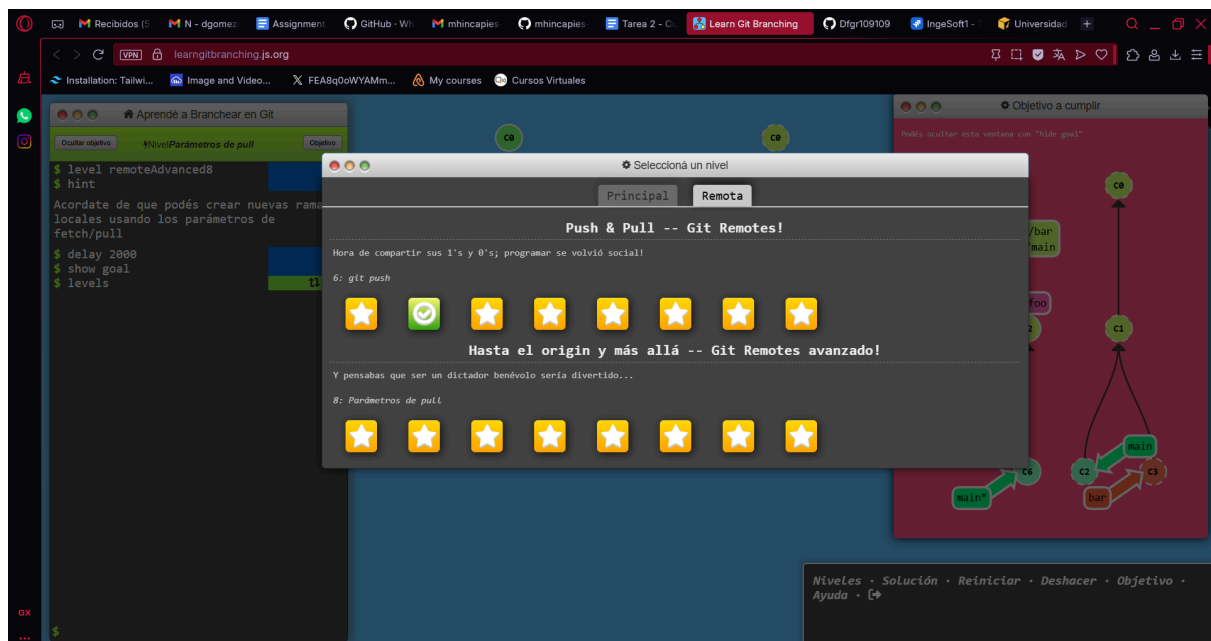 Recibidos (5
N - dgomez
Assignment
GitHub - Wh
mhincapies-
mhincapies-
Tarea 2 - Cu
Learn Git Branching
Dfgr109109
IngeSoft1 -
Universidad
VPN
learngitbranching.js.org
Installation: Tailwi...
Image and Video...
FEA8q0oWYAMm...
My courses
Cursos Virtuales
Aprendé a Branchear en Git
Ocultar objetivo
NivelParámetros de pull
Objetivo
$ level remoteAdvanced8
$ hint
Acordate de que podés crear nuevas rama
locales usando los parámetros de
fetch/pull
$ delay 2000
$ show goal
$ levels
$
C0
C0
Seleccioná un nivel
Principal
Remota
Push & Pull -- Git Remotes!
Hora de compartir sus 1's y 0's; programar se volvió social!
6: git push
Hasta el origin y más allá -- Git Remotes avanzado!
Y pensabas que ser un dictador benévolo sería divertido...
8: Parámetros de pull
Objetivo a cumplir
Podés ocultar esta ventana con "hide goal"
C0
/bar
main
foo
2
C1
main
C6
C2
C3
main*
bar
Niveles · Solución · Reiniciar · Deshacer · Objetivo ·
Ayuda ·
GX